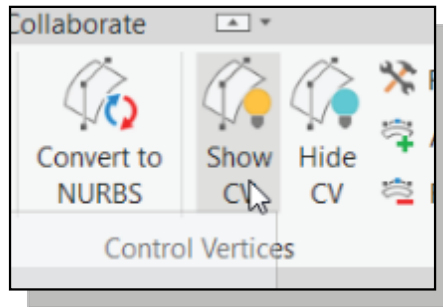 Collaborate
Convert to
NURBS
Show
CV
Hide
CV
Control Vertices